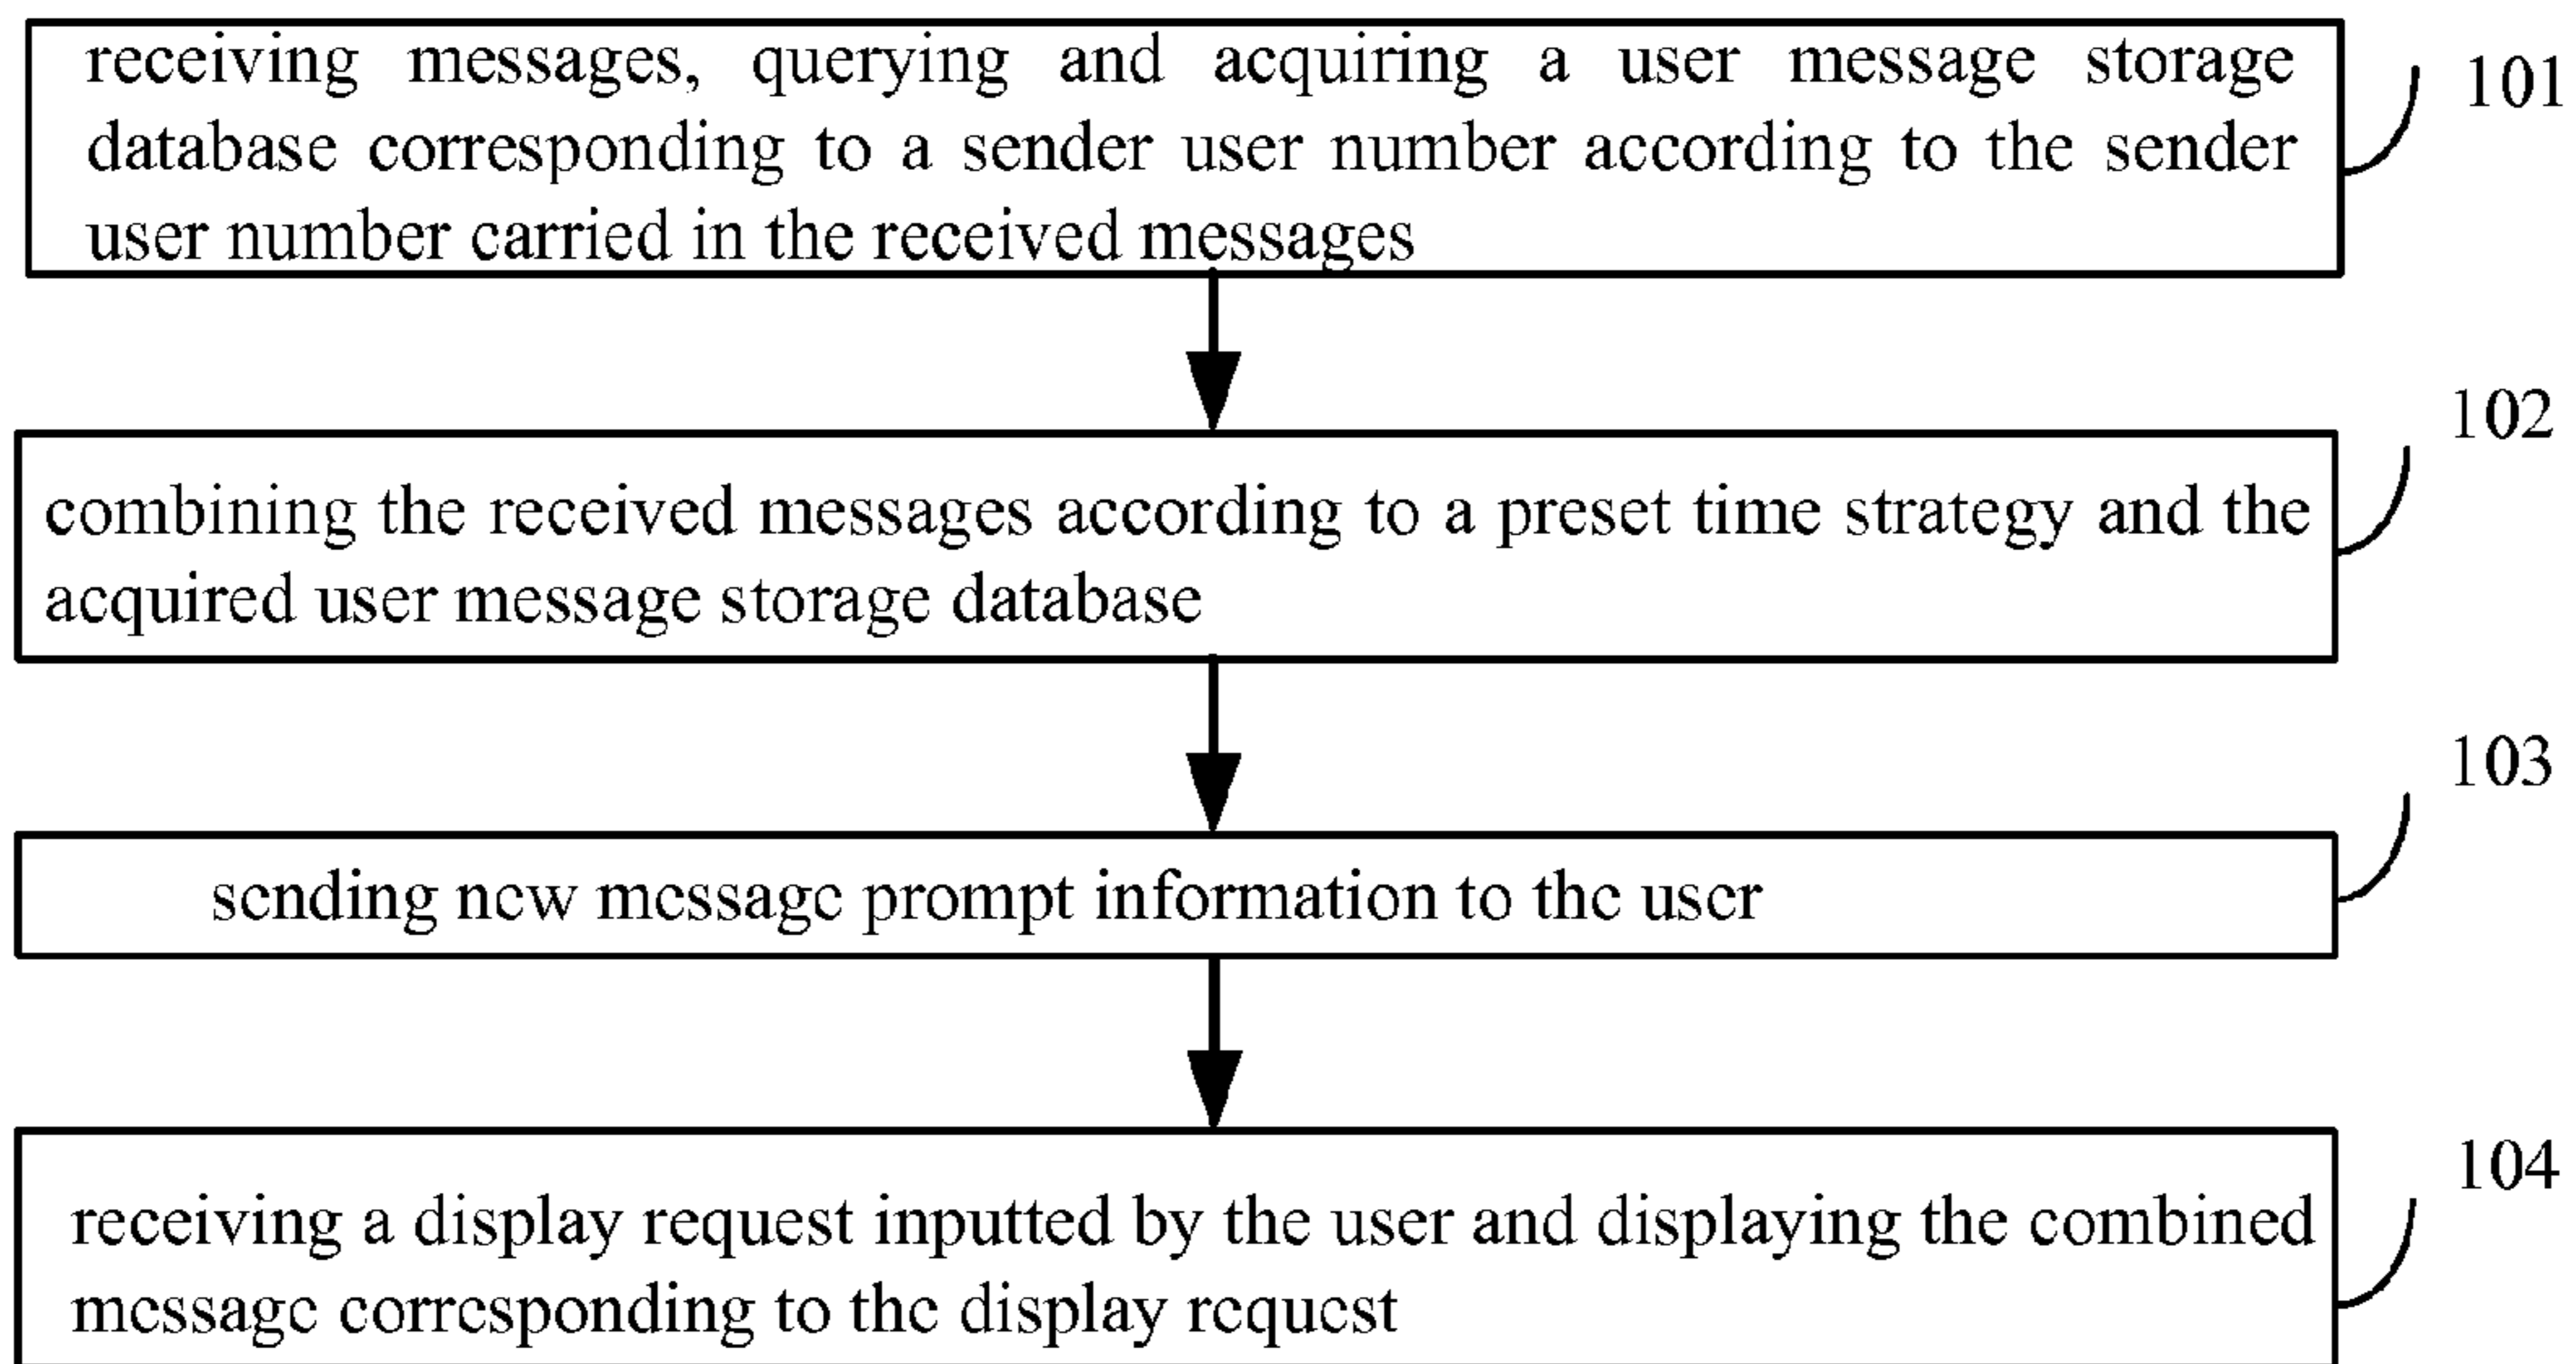 receiving messages, querying and acquiring a user message storage
101
database corresponding to a sender user number according to the sender
user number carried in the received messages
102
combining the received messages according to a preset time strategy and the
acquired user message storage database
103
sending new message prompt information to the user
104
receiving a display request inputted by the user and displaying the combined
message corresponding to the display request